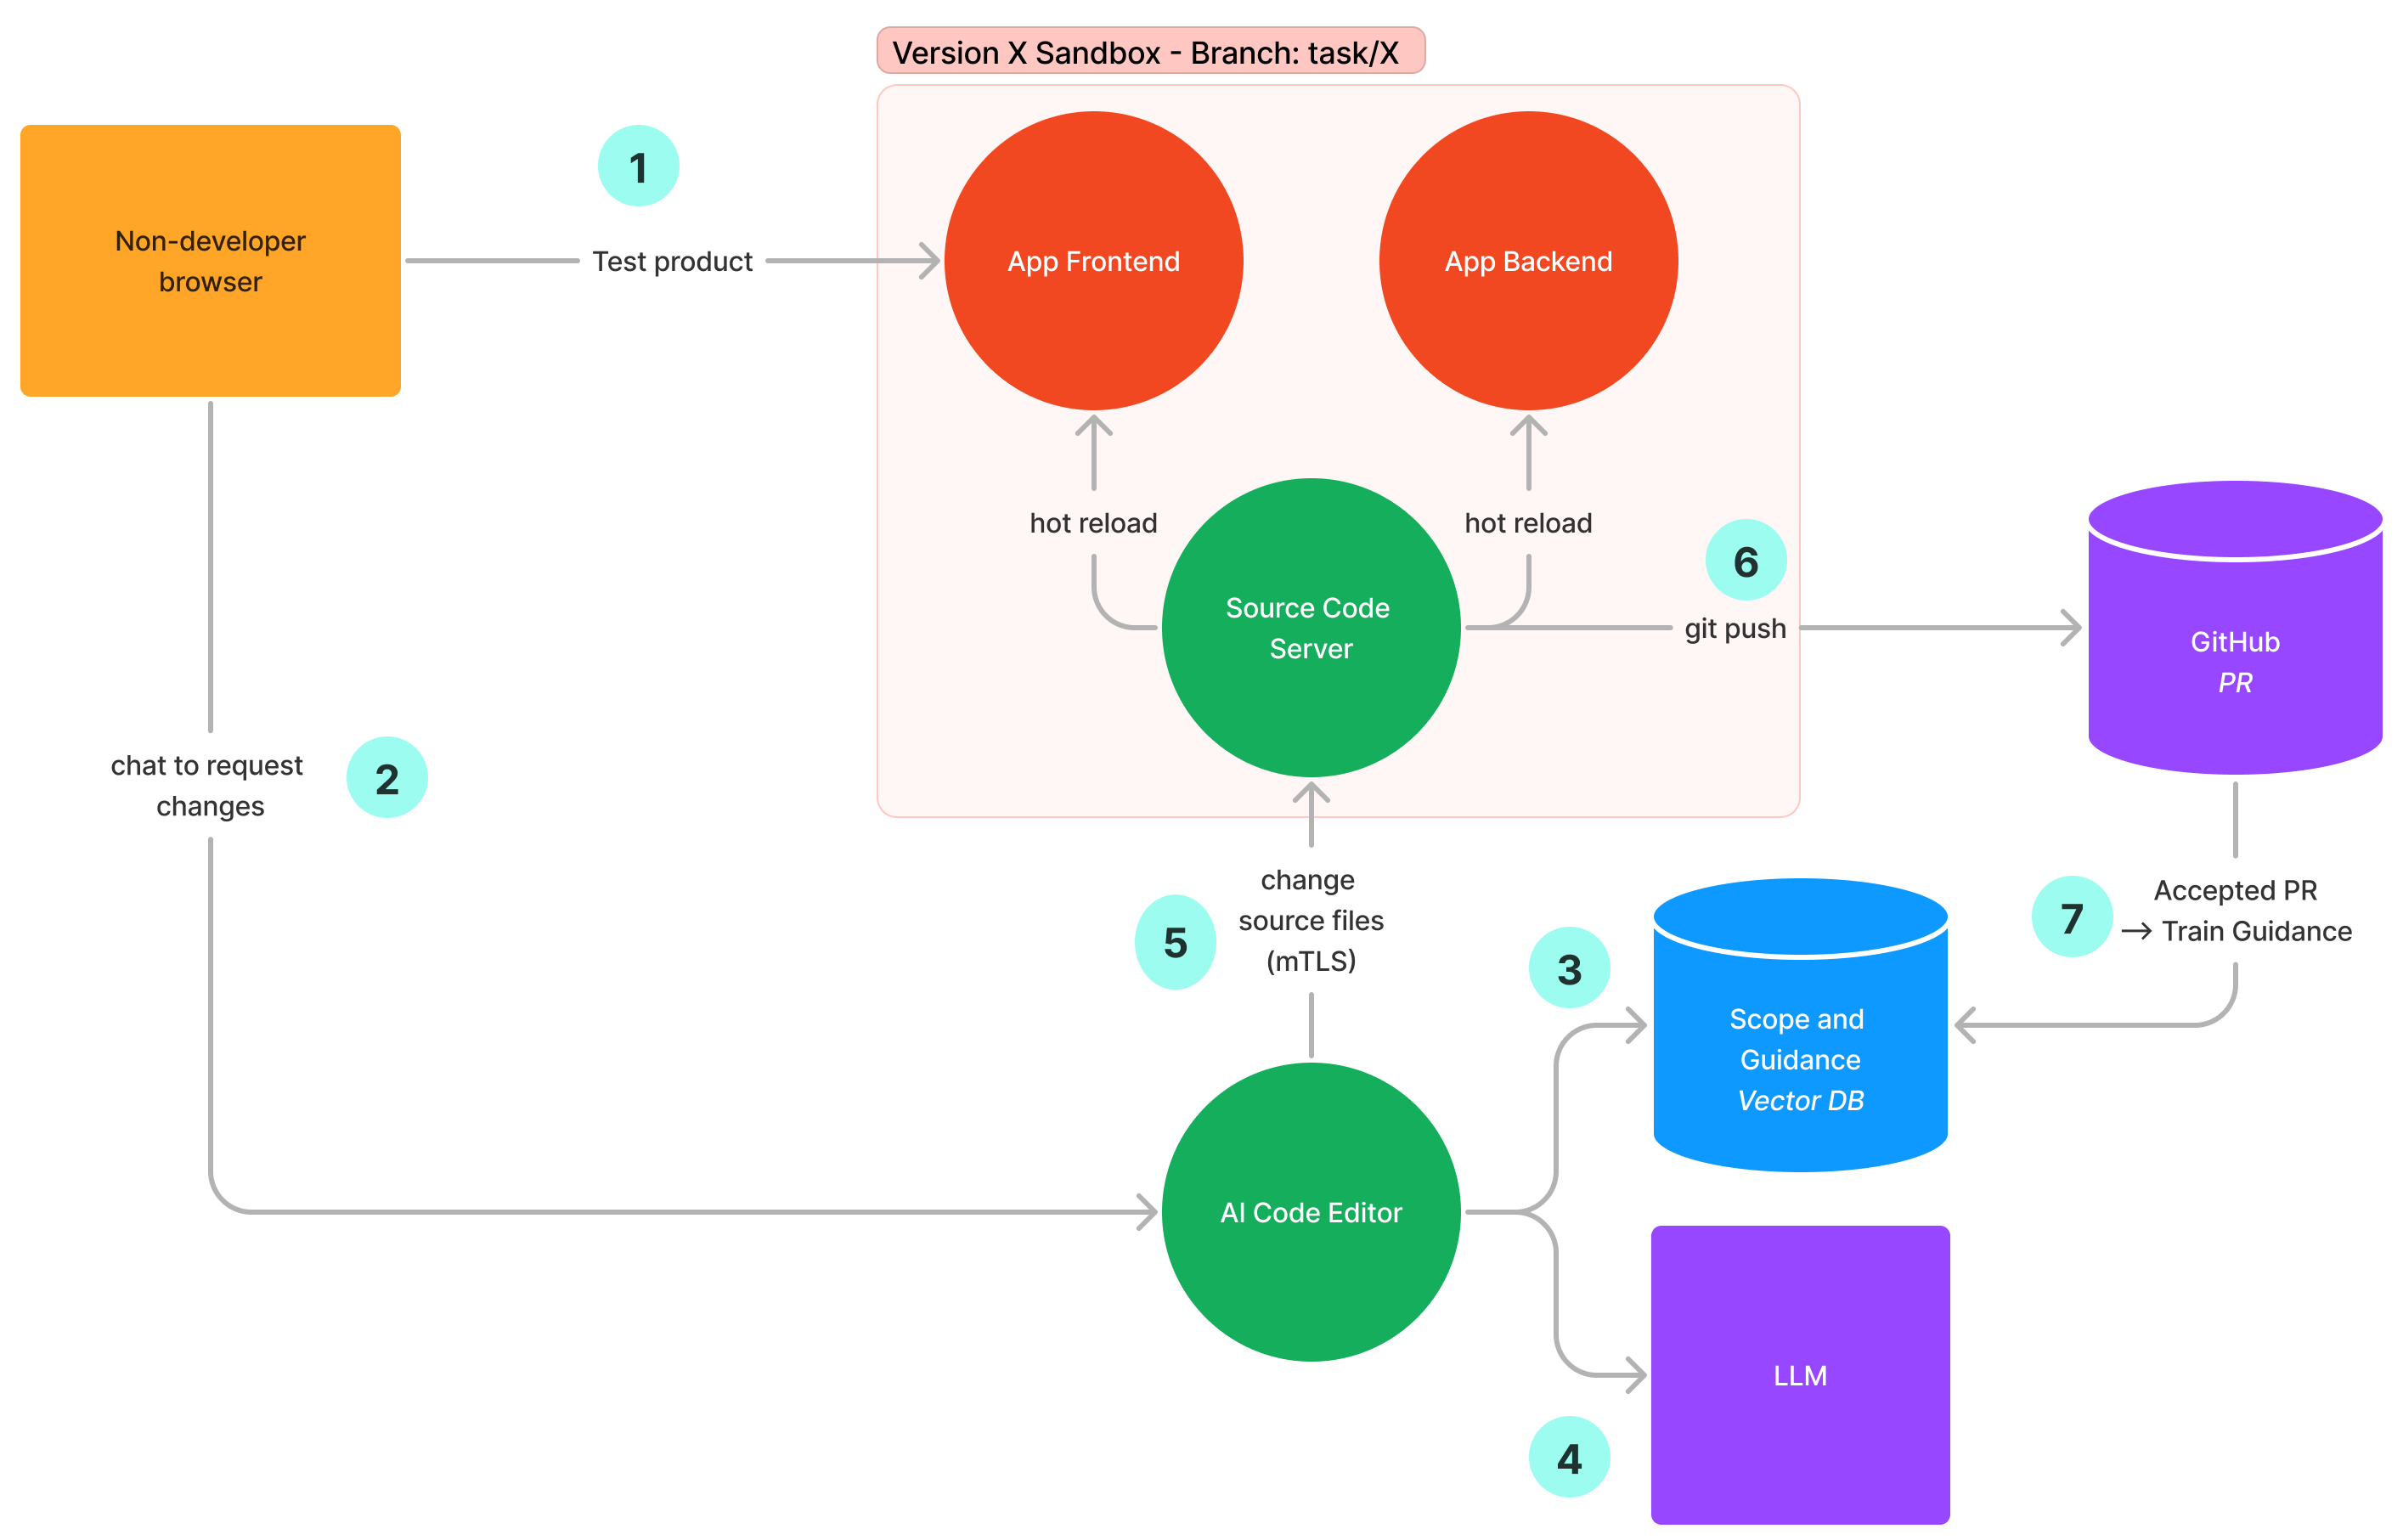 Version X Sandbox - Branch: task/X
Non-developer
browser
1
Test product
App Frontend
App Backend
hot reload
hot reload
Source Code
Server
6
git push
GitHub
PR
chat to request
changes
2
change
source files
(mTLS)
5
3
Scope and
Guidance
Vector DB
7
Accepted PR
→ Train Guidance
AI Code Editor
LLM
4